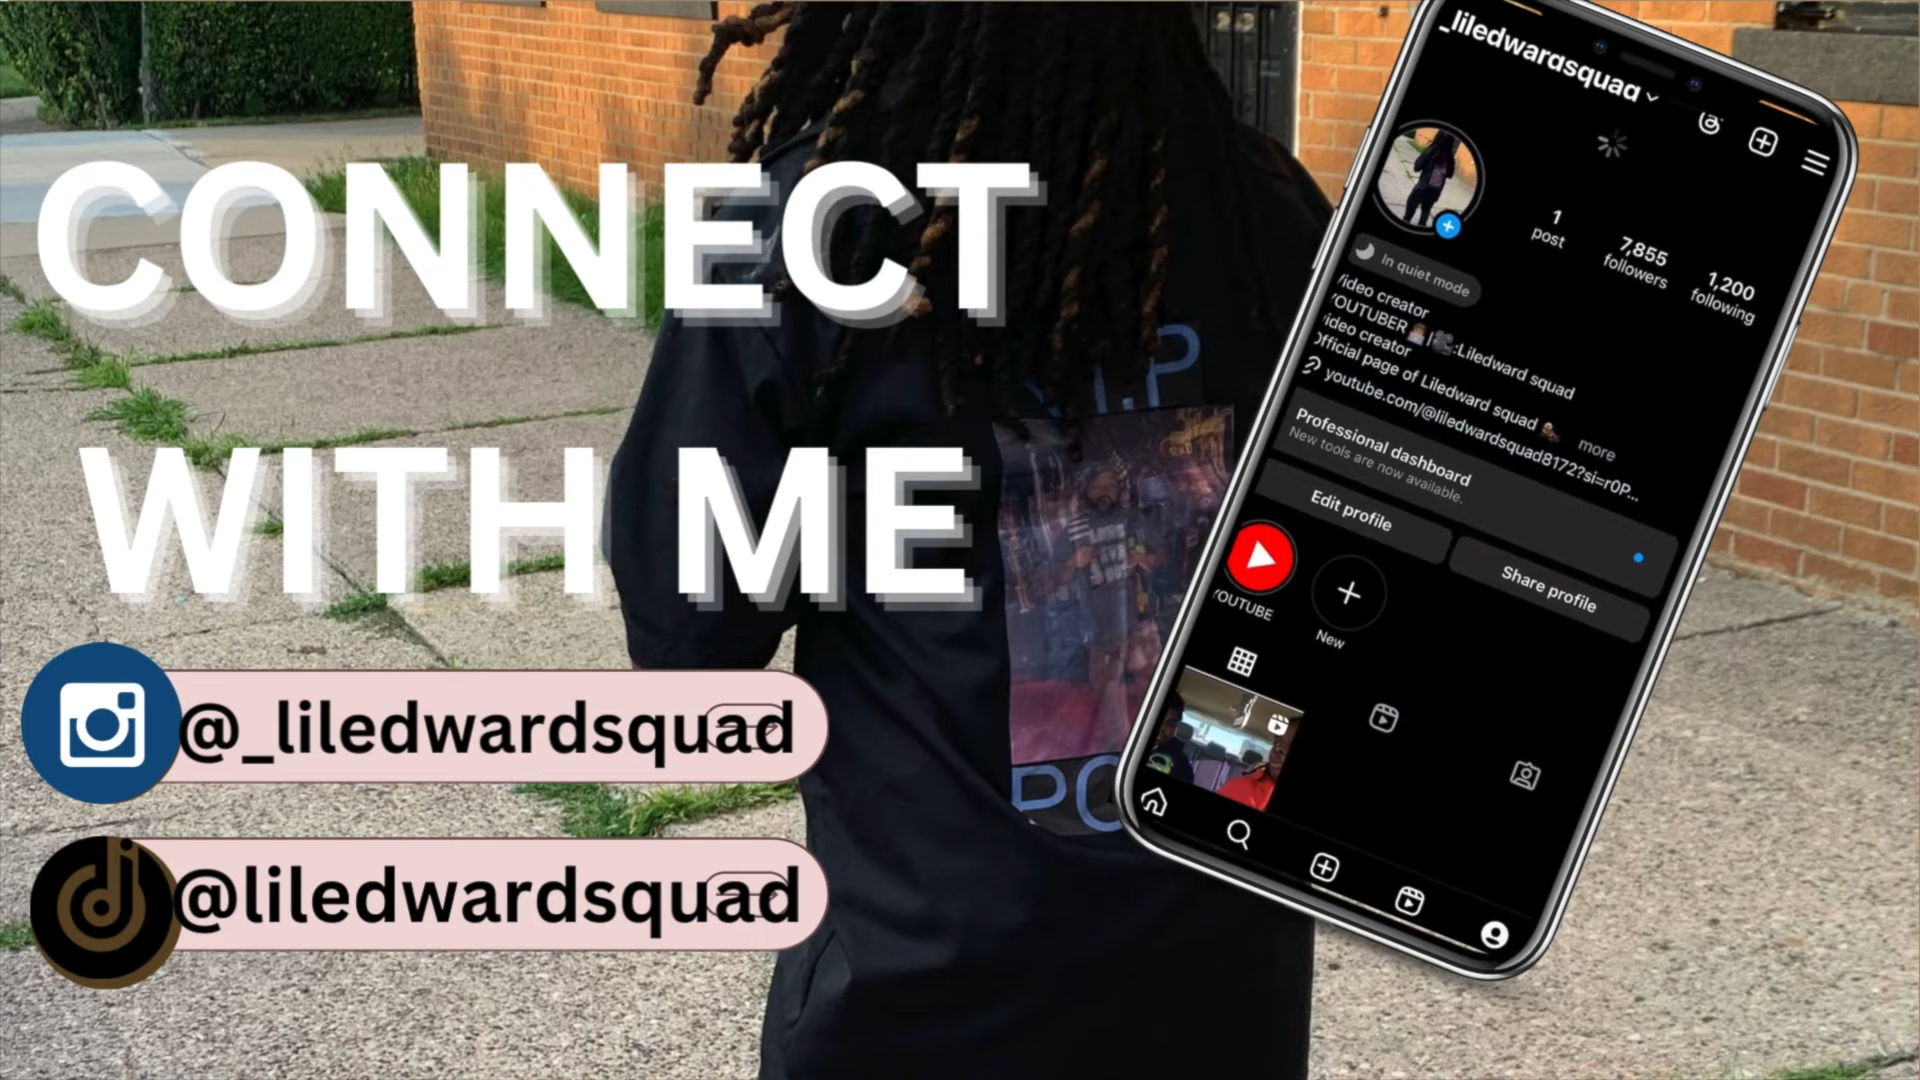 CONNECT
WITH ME
@_liledwardsquad
@liledwardsquad
_liledwardsquad
1
post
7,855
followers
1,200
following
In quiet mode
Video creator
YOUTUBER | :Liledward squad
Video creator
Official page of Liledward squad
more
youtube.com/@liledwardsquad8172?si=r0P...
Professional dashboard
New tools are now available.
Edit profile
Share profile
YOUTUBE
New
.P